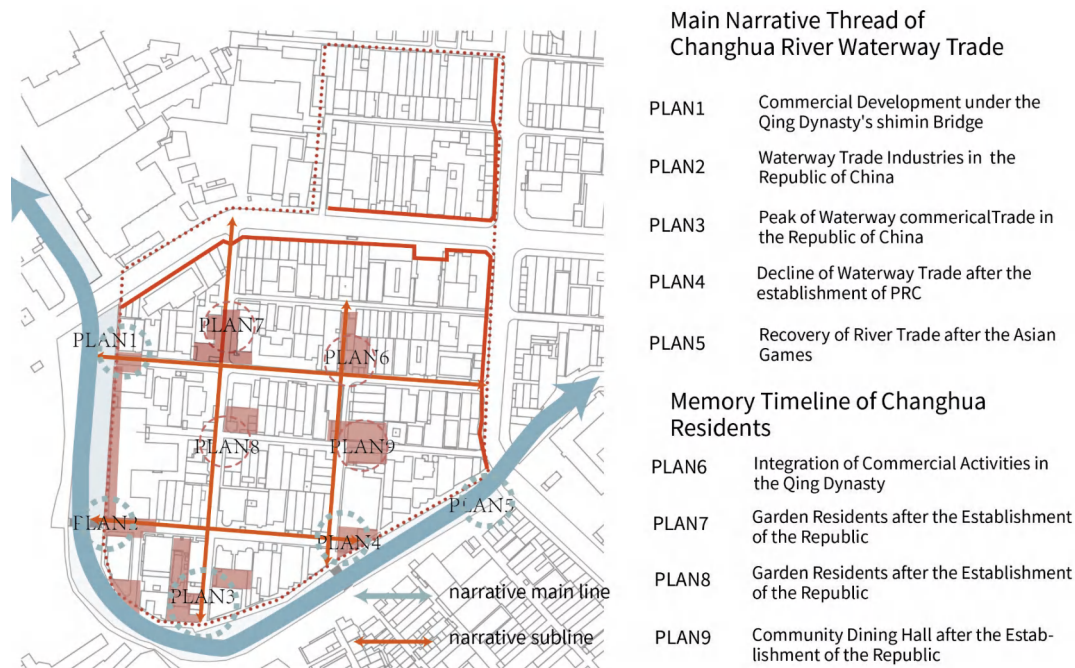 Main Narrative Thread of
Changhua River Waterway Trade
PLAN1
Commercial Development under the
Qing Dynasty's shimin Bridge
PLAN2
Waterway Trade Industries in the
Republic of China
PLAN3
Peak of Waterway commericalTrade in
the Republic of China
PLAN4
Decline of Waterway Trade after the
establishment of PRC
PLAN5
Recovery of River Trade after the Asian
Games
Memory Timeline of Changhua
Residents
PLAN6
Integration of Commercial Activities in
the Qing Dynasty
PLAN7
Garden Residents after the Establishment
of the Republic
PLAN8
Garden Residents after the Establishment
of the Republic
PLAN9
Community Dining Hall after the Estab-
lishment of the Republic
PLAN7
PLAN1
PLAN6
PLAN8
PLAN9
PLAN5
PLAN2
PLAN4
PLAN3
narrative main line
narrative subline